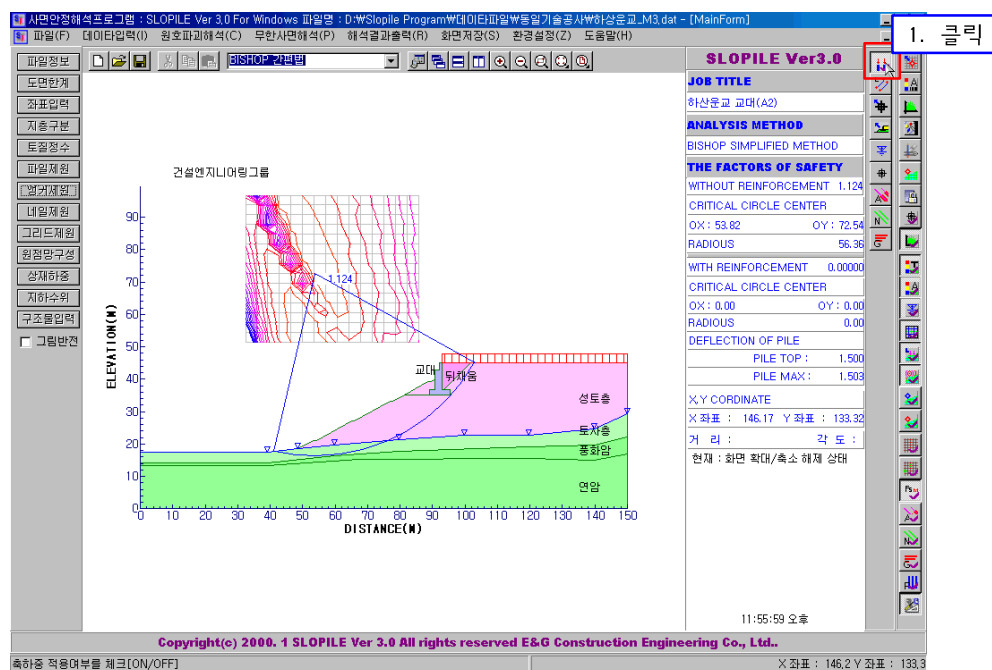 사면안정해석프로그램 : SLOPILE Ver 3.0 For Windows 파일명 : D:₩Slopile Program₩데이타파일₩동일기술공사₩하상운교_M3.dat - [MainForm]
1. 클릭
파일(F) 데이타입력(I) 원호파괴해석(C) 무한사면해석(P) 해석결과출력(R) 화면저장(S) 환경설정(Z) 도움말(H)
BISHOP 간편법
파일정보
도면한계
좌표입력
지층구분
토질정수
파일제원
앵커제원
네일제원
그리드제원
원점망구성
상재하중
지하수위
구조물입력
그림반전
건설엔지니어링그룹
1.124
ELEVATION(M)
90
80
70
60
50
40
30
20
10
0
교대
뒤채움
성토층
토사층
풍화암
연암
0 10 20 30 40 50 60 70 80 90 100 110 120 130 140 150
DISTANCE(M)
SLOPILE Ver3.0
JOB TITLE
하산운교 교대(A2)
ANALYSIS METHOD
BISHOP SIMPLIFIED METHOD
THE FACTORS OF SAFETY
WITHOUT REINFORCEMENT 1.124
CRITICAL CIRCLE CENTER
OX : 53.82 OY : 72.54
RADIOUS 56.36
WITH REINFORCEMENT 0.00000
CRITICAL CIRCLE CENTER
OX : 0.00 OY : 0.00
RADIOUS 0.00
DEFLECTION OF PILE
PILE TOP : 1.500
PILE MAX : 1.503
X,Y CORDINATE
X 좌표 : 146.17 Y 좌표 : 133.32
거 리 : 각 도 :
현재 : 화면 확대/축소 해제 상태
11:55:59 오후
Copyright(c) 2000. 1 SLOPILE Ver 3.0 All rights reserved E&G Construction Engineering Co., Ltd..
축하중 적용여부를 체크[ON/OFF]
X 좌표 : 146.2 Y 좌표 : 133.3